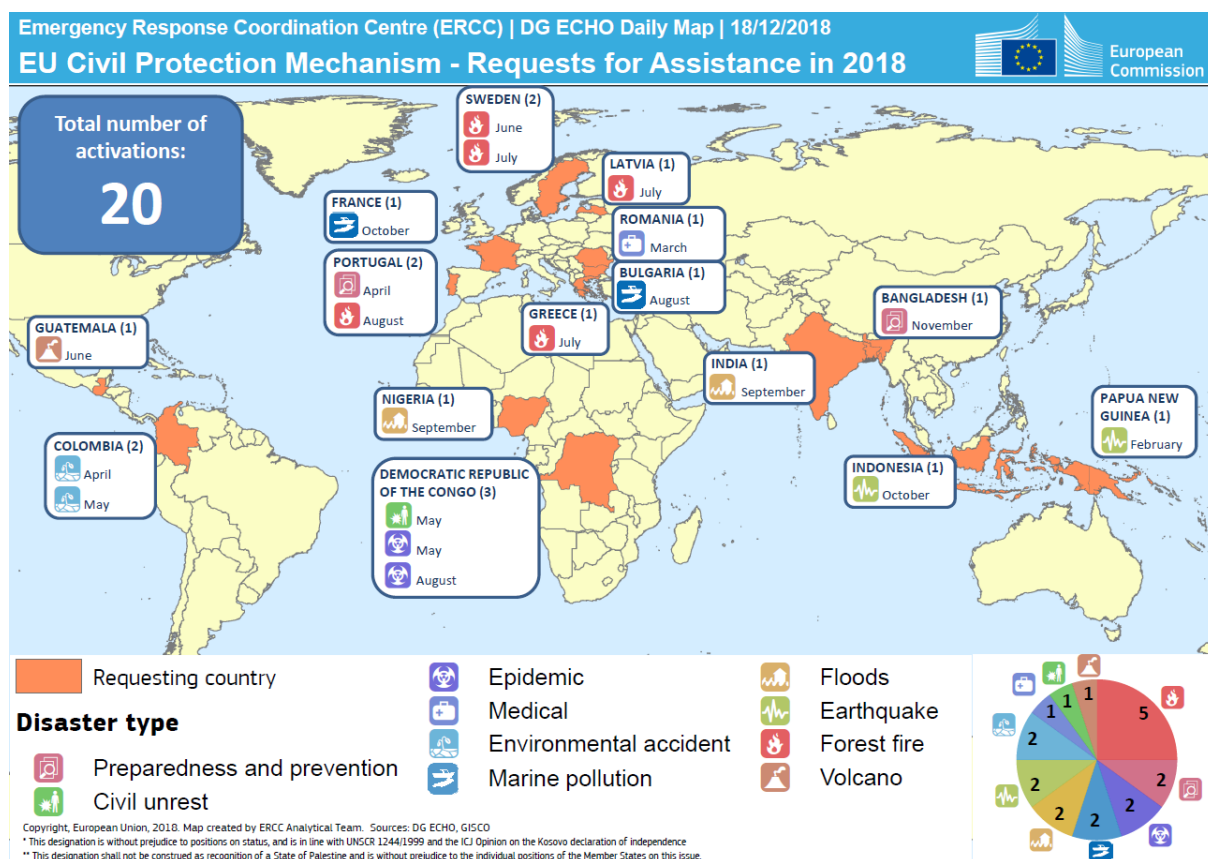 Emergency Response Coordination Centre (ERCC) | DG ECHO Daily Map | 18/12/2018
EU Civil Protection Mechanism - Requests for Assistance in 2018
European
Commission
Total number of
activations:
20
SWEDEN (2)
June
July
LATVIA (1)
July
FRANCE (1)
October
ROMANIA (1)
March
PORTUGAL (2)
April
August
BULGARIA (1)
August
GREECE (1)
July
BANGLADESH (1)
November
GUATEMALA (1)
June
INDIA (1)
September
NIGERIA (1)
September
PAPUA NEW
GUINEA (1)
February
COLOMBIA (2)
April
May
DEMOCRATIC REPUBLIC
OF THE CONGO (3)
May
May
August
INDONESIA (1)
October
Requesting country
Disaster type
Preparedness and prevention
Civil unrest
Epidemic
Medical
Environmental accident
Marine pollution
Floods
Earthquake
Forest fire
Volcano
5
2
2
2
2
2
2
1
1
1
Copyright, European Union, 2018. Map created by ERCC Analytical Team. Sources: DG ECHO, GISCO
* This designation is without prejudice to positions on status, and is in line with UNSCR 1244/1999 and the ICJ Opinion on the Kosovo declaration of independence
** This designation shall not be construed as recognition of a State of Palestine and is without prejudice to the individual positions of the Member States on this issue.